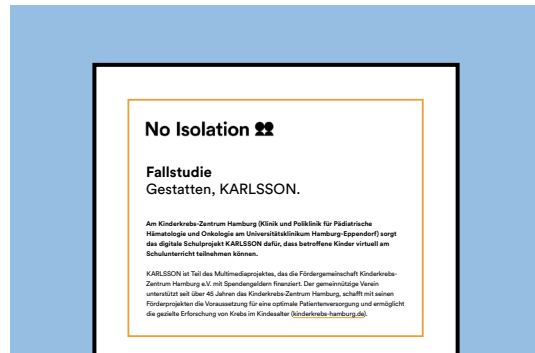 No Isolation
Fallstudie
Gestatten, KARLSSON.
Am Kinderkrebs-Zentrum Hamburg (Klinik und Poliklinik für Pädiatrische
Hämatologie und Onkologie am Universitätsklinikum Hamburg-Eppendorf) sorgt
das digitale Schulprojekt KARLSSON dafür, dass betroffene Kinder virtuell am
Schulunterricht teilnehmen können.
KARLSSON ist Teil des Multimediaprojektes, das die Fördergemeinschaft Kinderkrebs-
Zentrum Hamburg e.V. mit Spendengeldern finanziert. Der gemeinnützige Verein
unterstützt seit über 45 Jahren das Kinderkrebs-Zentrum Hamburg, schafft mit seinen
Förderprojekten die Voraussetzung für eine optimale Patientenversorgung und ermöglicht
die gezielte Erforschung von Krebs im Kindesalter (kinderkrebs-hamburg.de).